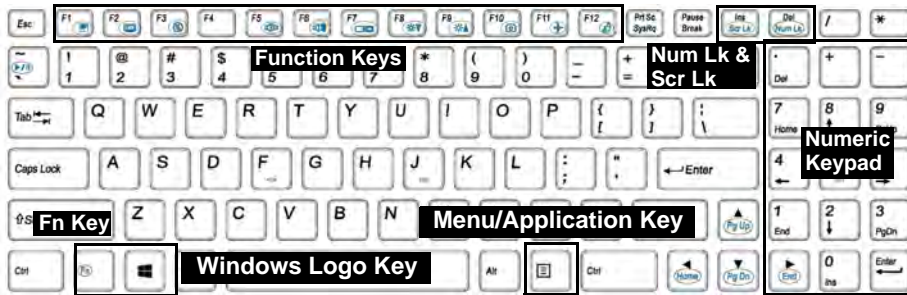 Esc F1 F2 F3 F4 F5 F6 F7 F8 F9 F10 F11 F12 Prt Sc SysRq Pause Break Ins Scr Lk Del Num Lk / *
~ ! 1 @ 2 # 3 $ 4 5 6 7 * 8 ( 9 ) 0 _ - + = . Del + -
Function Keys
Num Lk &
Scr Lk
Tab Q W E R T Y U I O P { [ } ] ¦ \ 7 Home 8 9
Numeric
Keypad
Caps Lock A S D F G H J K L : ; " ' Enter 4
S Z X C V B N Pg Up 1 End 2 3 PgDn
Fn Key
Menu/Application Key
Ctrl Fn Alt Ctrl Home Pg Dn End 0 Ins Enter
Windows Logo Key